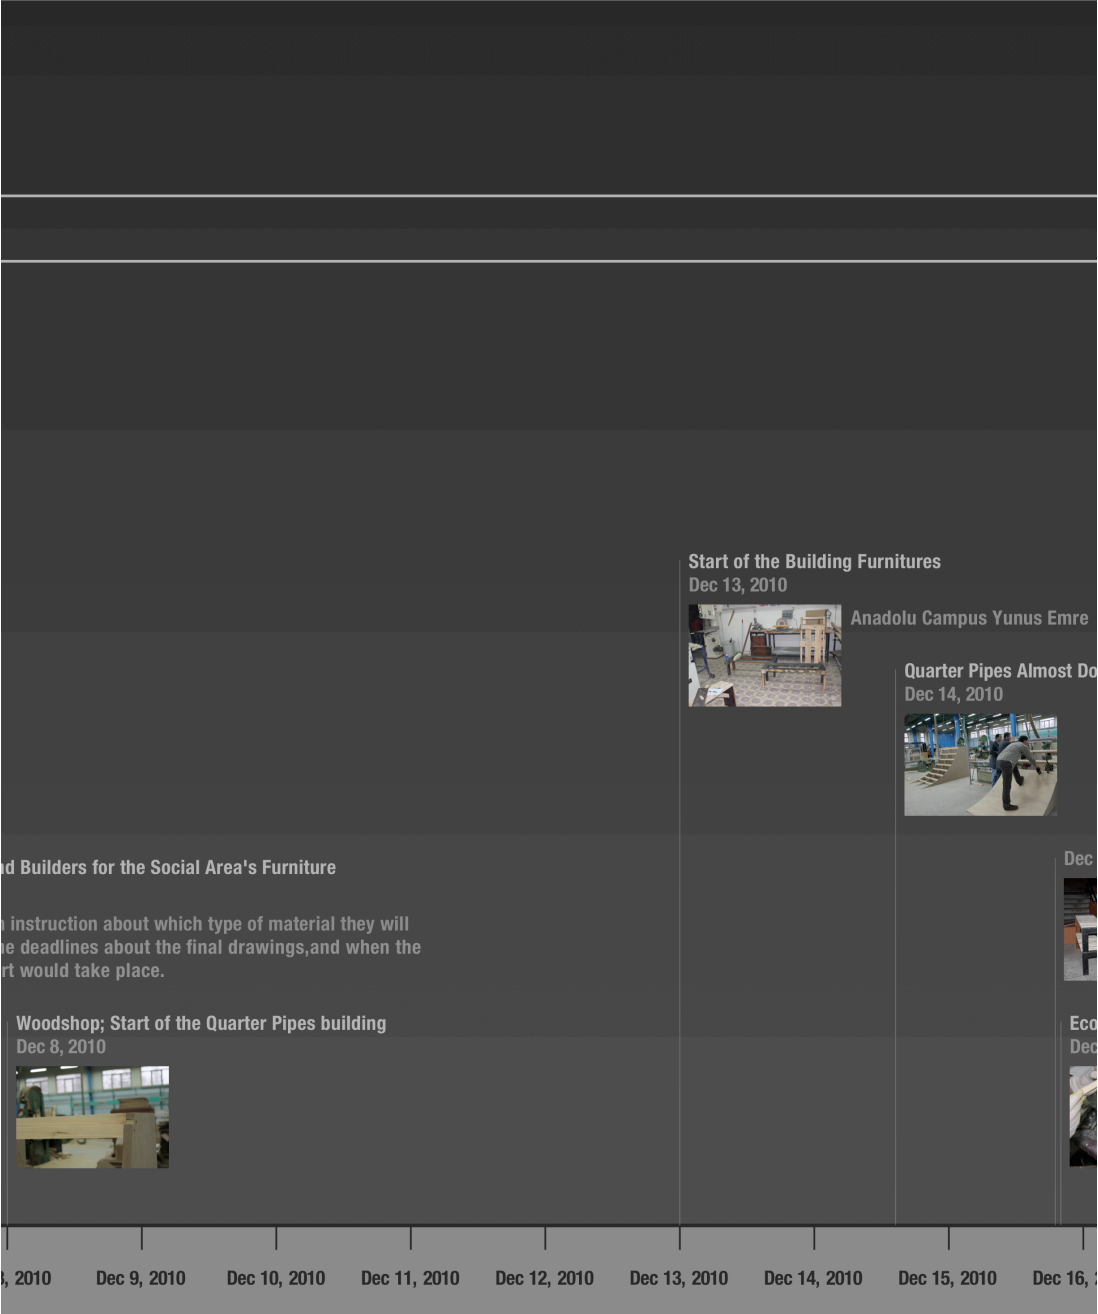 Start of the Building Furnitures
Dec 13, 2010
Anadolu Campus Yunus Emre
Quarter Pipes Almost Do
Dec 14, 2010
nd Builders for the Social Area's Furniture
Dec
instruction about which type of material they will
deadlines about the final drawings,and when the
rt would take place.
Woodshop; Start of the Quarter Pipes building
Dec 8, 2010
Eco
Dec
, 2010
Dec 9, 2010
Dec 10, 2010
Dec 11, 2010
Dec 12, 2010
Dec 13, 2010
Dec 14, 2010
Dec 15, 2010
Dec 16,